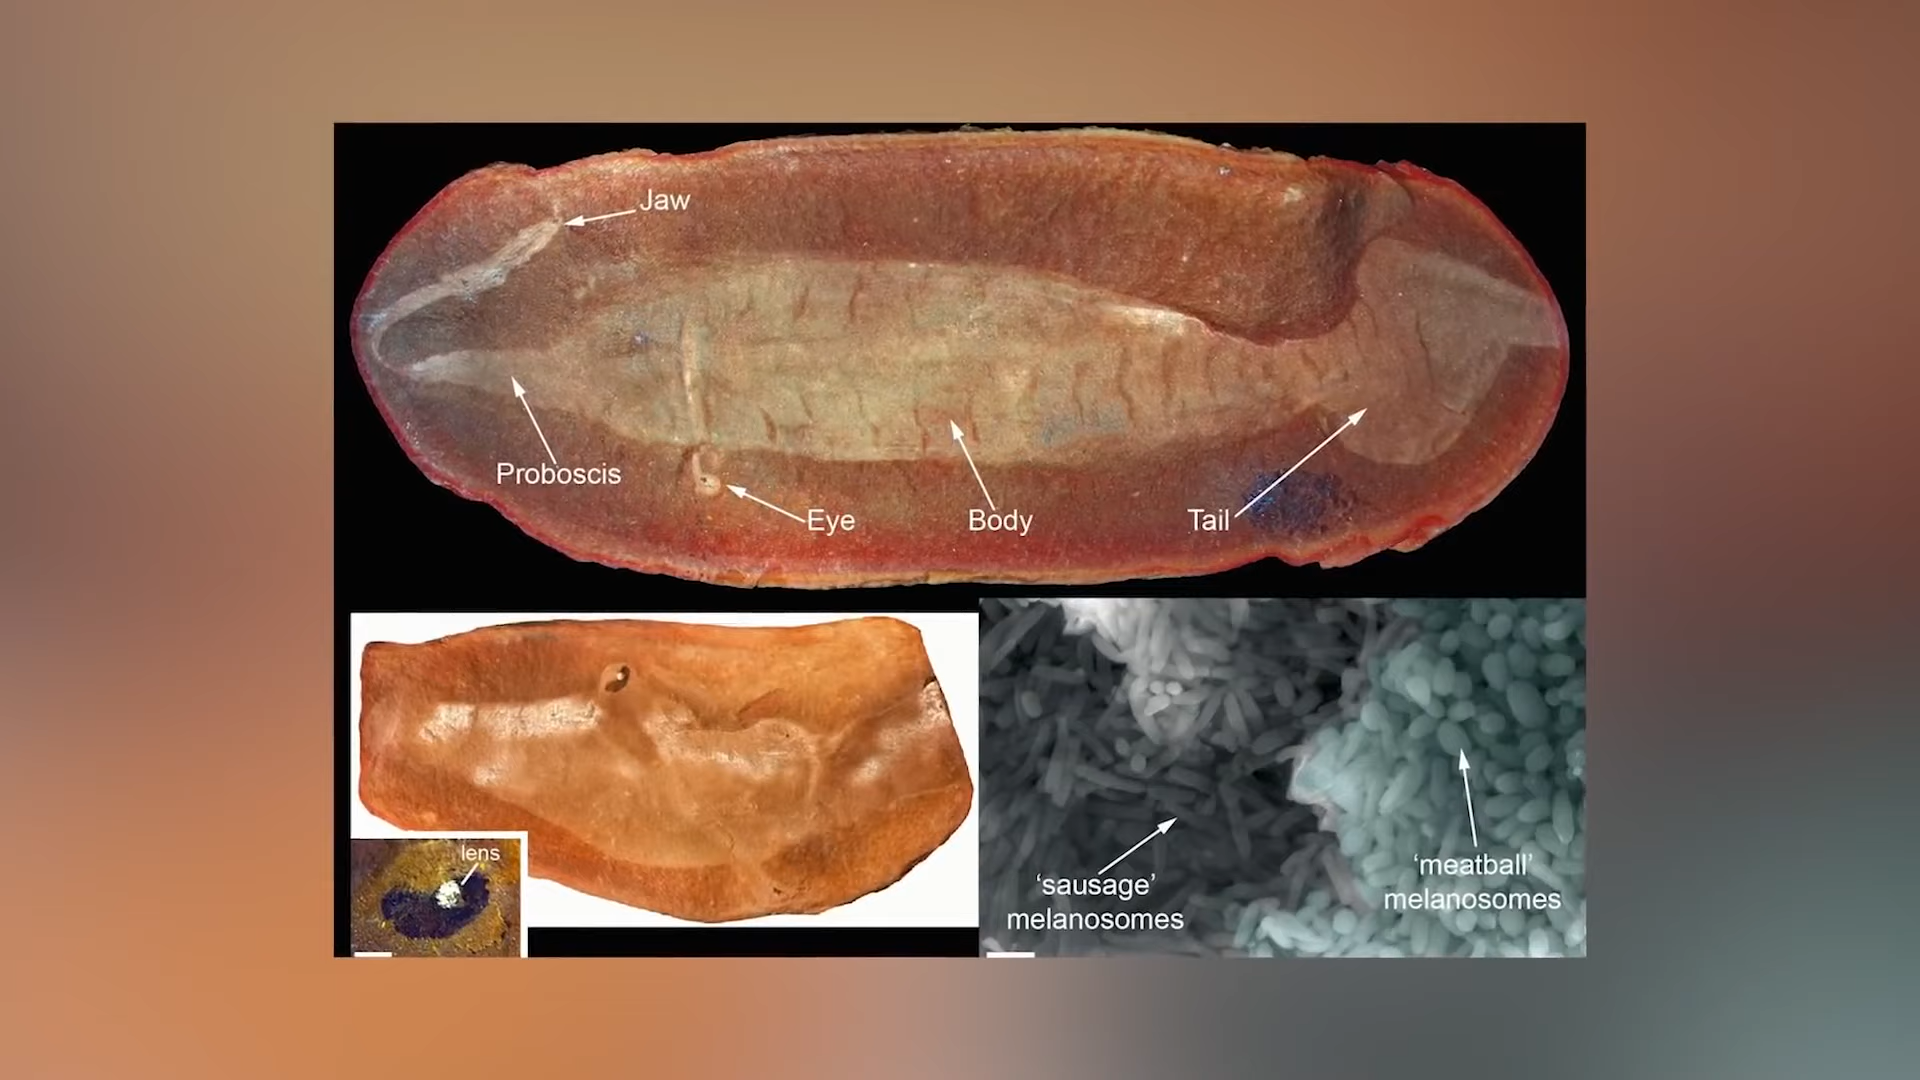 Jaw
Proboscis
Eye
Body
Tail
lens
‘sausage’
melanosomes
‘meatball’
melanosomes